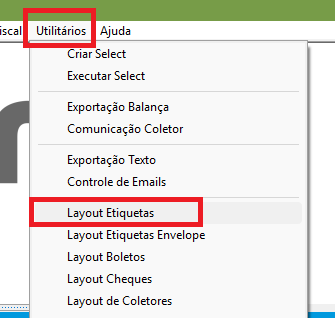 iscal Utilitários Ajuda
Criar Select
Executar Select
Exportação Balança
Comunicação Coletor
Exportação Texto
Controle de Emails
Layout Etiquetas
Layout Etiquetas Envelope
Layout Boletos
Layout Cheques
Layout de Coletores